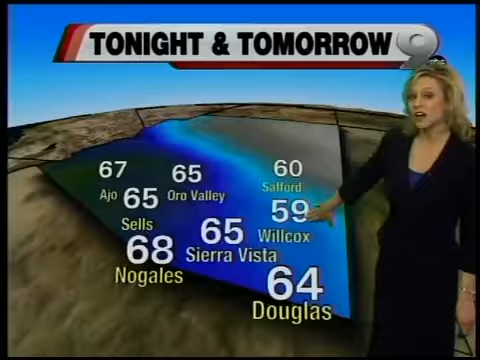 TONIGHT & TOMORROW 9
abc
67
Ajo
65
Oro Valley
60
Safford
65
Sells
59
Willcox
68
Nogales
65
Sierra Vista
64
Douglas